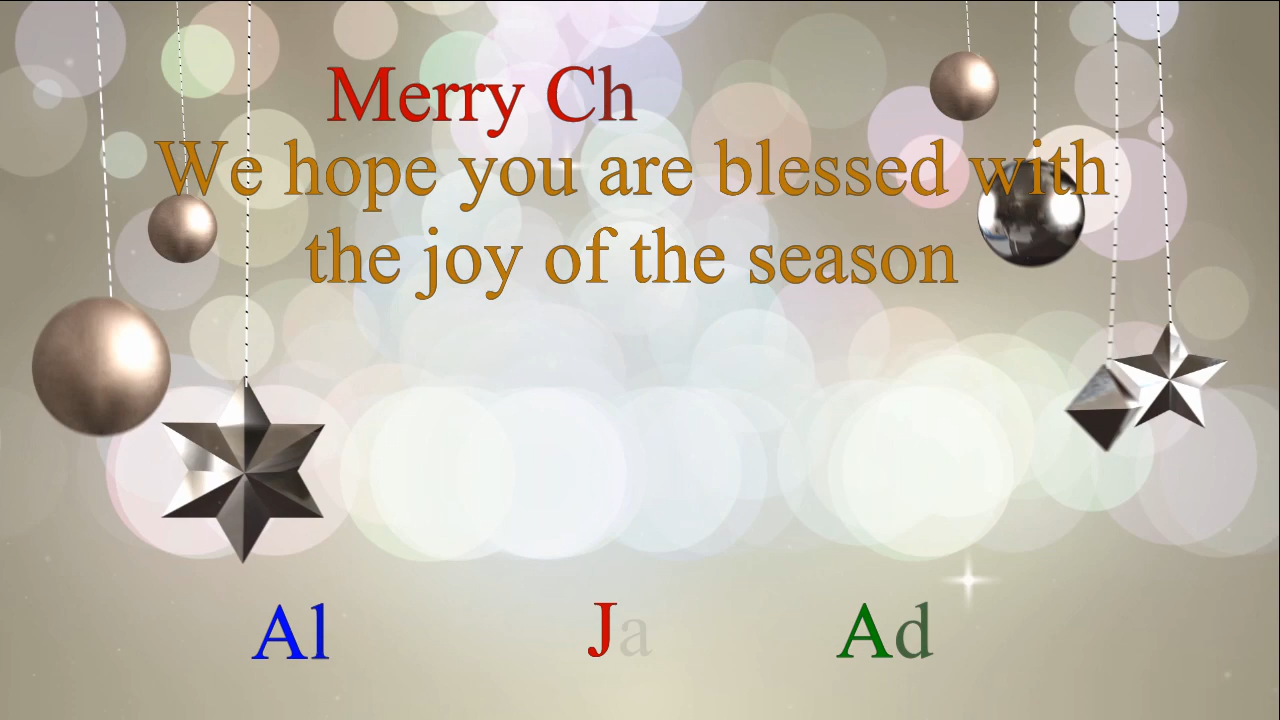 Merry Ch
We hope you are blessed with
the joy of the season
Al Ja Ad